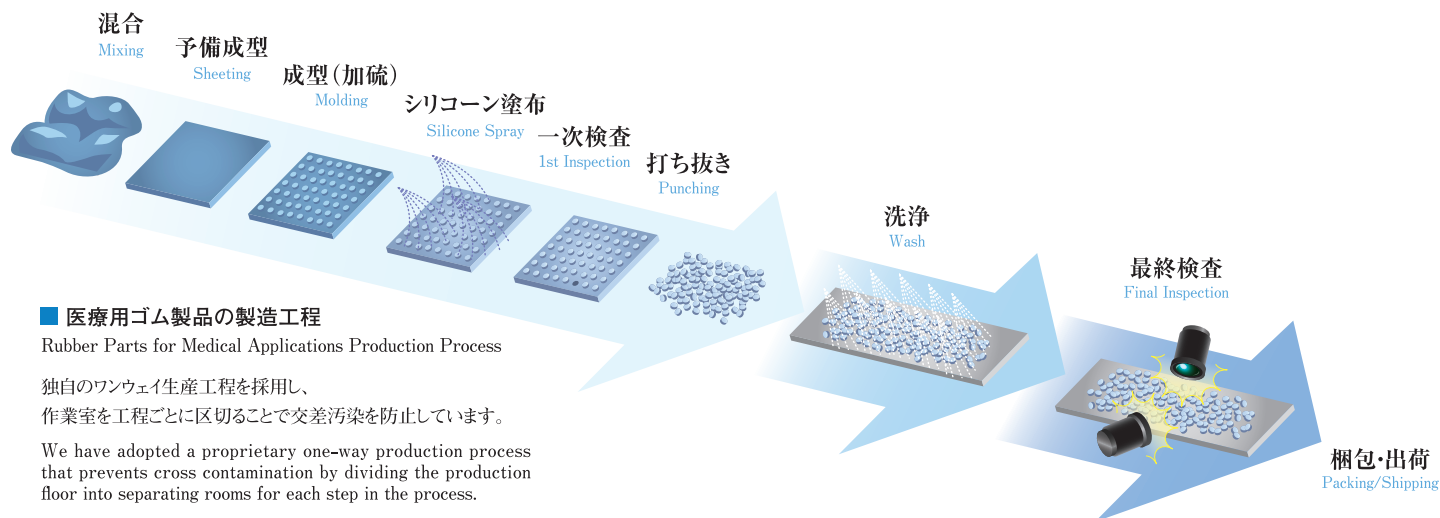 混合
Mixing
予備成型
Sheeting
成型（加硫）
Molding
シリコーン塗布
Silicone Spray
一次検査
1st Inspection
打ち抜き
Punching
洗浄
Wash
最終検査
Final Inspection
梱包・出荷
Packing/Shipping
■ 医療用ゴム製品の製造工程
Rubber Parts for Medical Applications Production Process
独自のワンウェイ生産工程を採用し、
作業室を工程ごとに区切ることで交差汚染を防止しています。
We have adopted a proprietary one-way production process
that prevents cross contamination by dividing the production
floor into separating rooms for each step in the process.